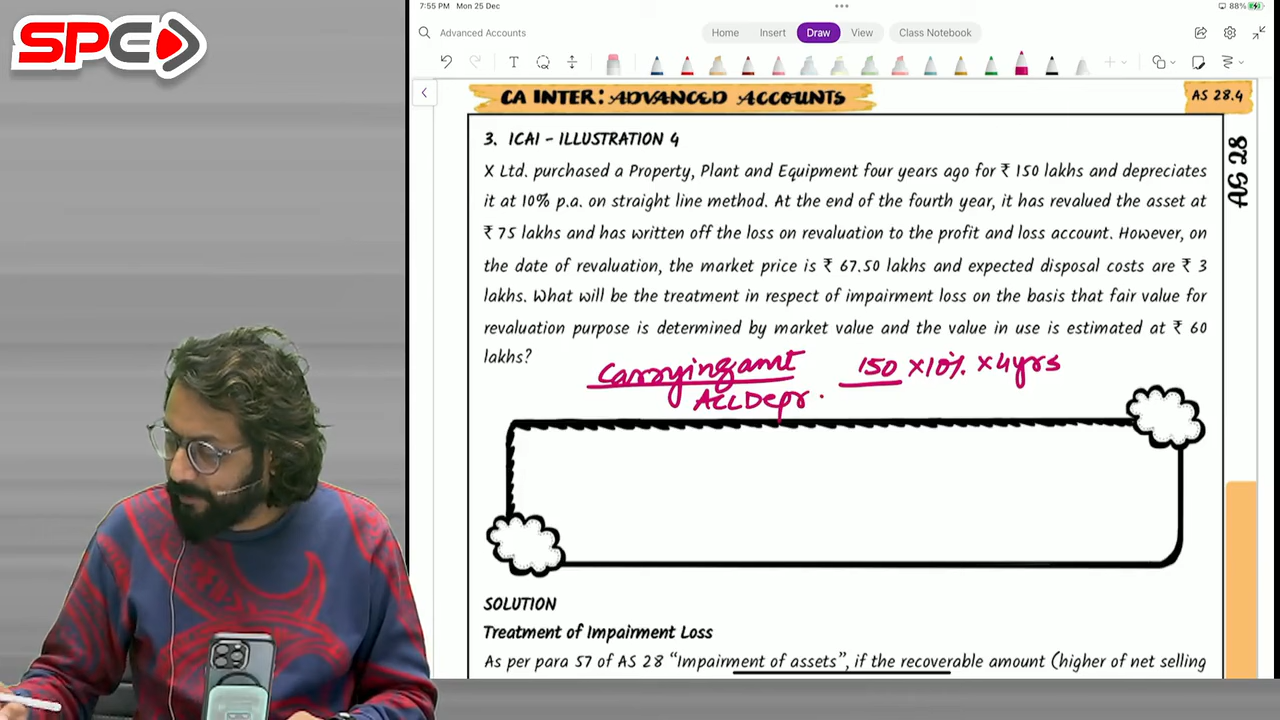 SPED
7:55 PM Mon 25 Dec
88%
Advanced Accounts
Home Insert Draw View Class Notebook
T
CA INTER: ADVANCED ACCOUNTS
AS 28.4
AS 28
3. ICAI - ILLUSTRATION 4
X Ltd. purchased a Property, Plant and Equipment four years ago for ₹ 150 lakhs and depreciates
it at 10% p.a. on straight line method. At the end of the fourth year, it has revalued the asset at
₹ 75 lakhs and has written off the loss on revaluation to the profit and loss account. However, on
the date of revaluation, the market price is ₹ 67.50 lakhs and expected disposal costs are ₹ 3
lakhs. What will be the treatment in respect of impairment loss on the basis that fair value for
revaluation purpose is determined by market value and the value in use is estimated at ₹ 60
lakhs?
Carrying amt 150 x 10% x 4yrs
Acc Depr.
SOLUTION
Treatment of Impairment Loss
As per para 57 of AS 28 “Impairment of assets”, if the recoverable amount (higher of net selling